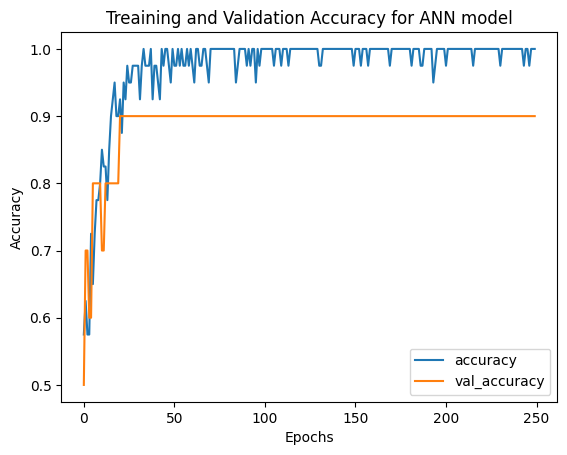 Treaining and Validation Accuracy for ANN model
1.0
0.9
0.8
0.7
0.6
0.5
Accuracy
0 50 100 150 200 250
Epochs
accuracy
val_accuracy